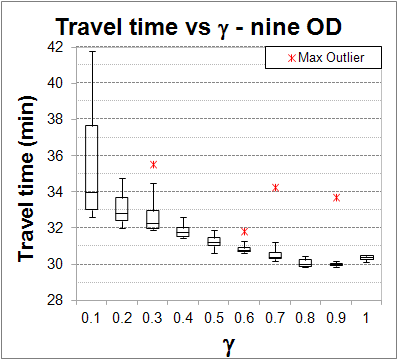 Travel time vs γ - nine OD
Max Outlier
Travel time (min)
42
40
38
36
34
32
30
28
0.1 0.2 0.3 0.4 0.5 0.6 0.7 0.8 0.9 1
γ